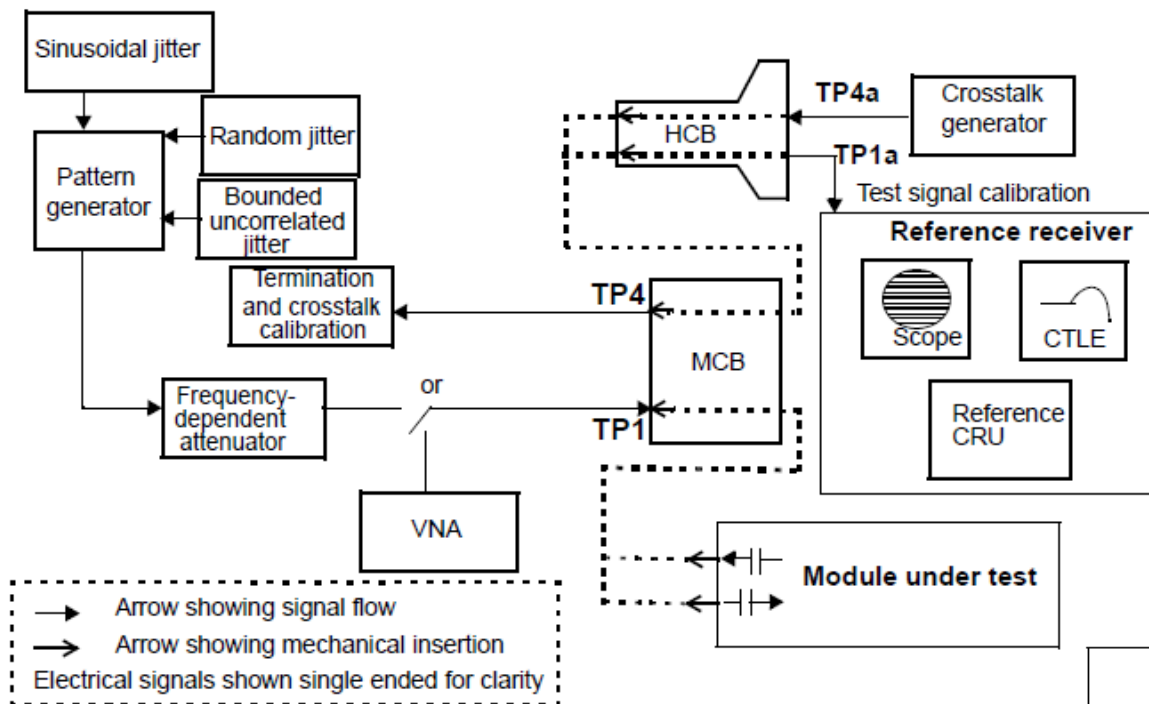 Sinusoidal jitter
Random jitter
Pattern
generator
Bounded
uncorrelated
jitter
Termination
and crosstalk
calibration
Frequency-
dependent
attenuator
or
VNA
HCB
TP4a
TP1a
Crosstalk
generator
Test signal calibration
Reference receiver
Scope
CTLE
Reference
CRU
TP4
MCB
TP1
Module under test
Arrow showing signal flow
Arrow showing mechanical insertion
Electrical signals shown single ended for clarity